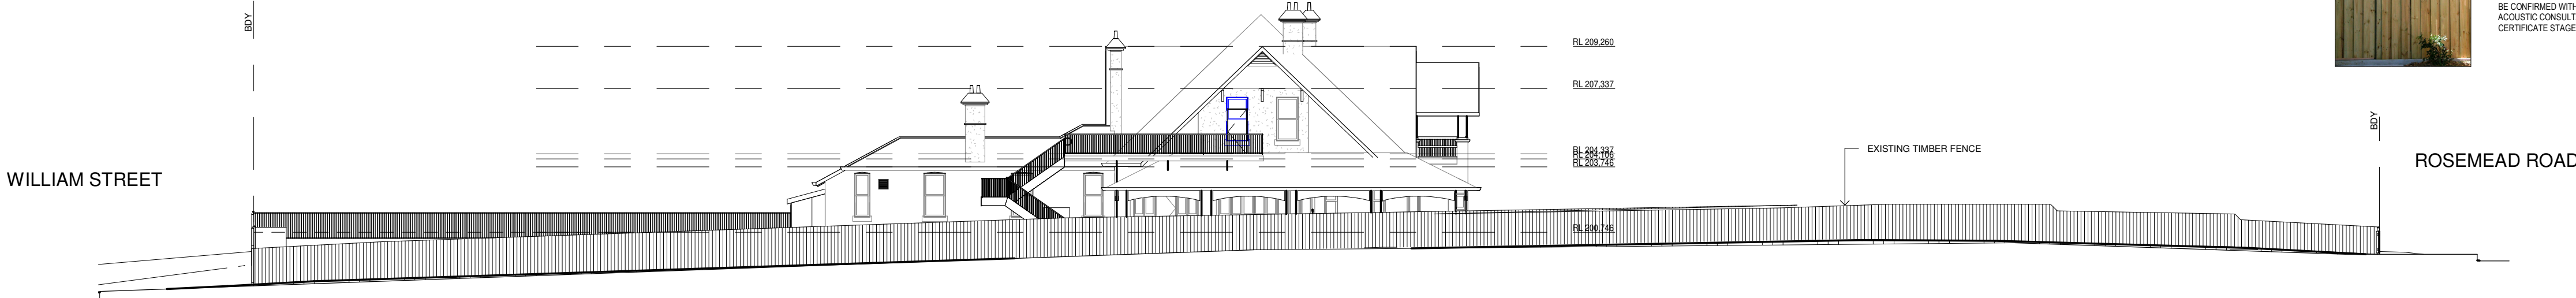 BE CONFIRMED WITH
ACOUSTIC CONSULT
CERTIFICATE STAGE
BDY
RL 209,260
RL 207,337
BDY
RL 204,337
RL 203,746
EXISTING TIMBER FENCE
ROSEMEAD ROAD
WILLIAM STREET
RL 200,746